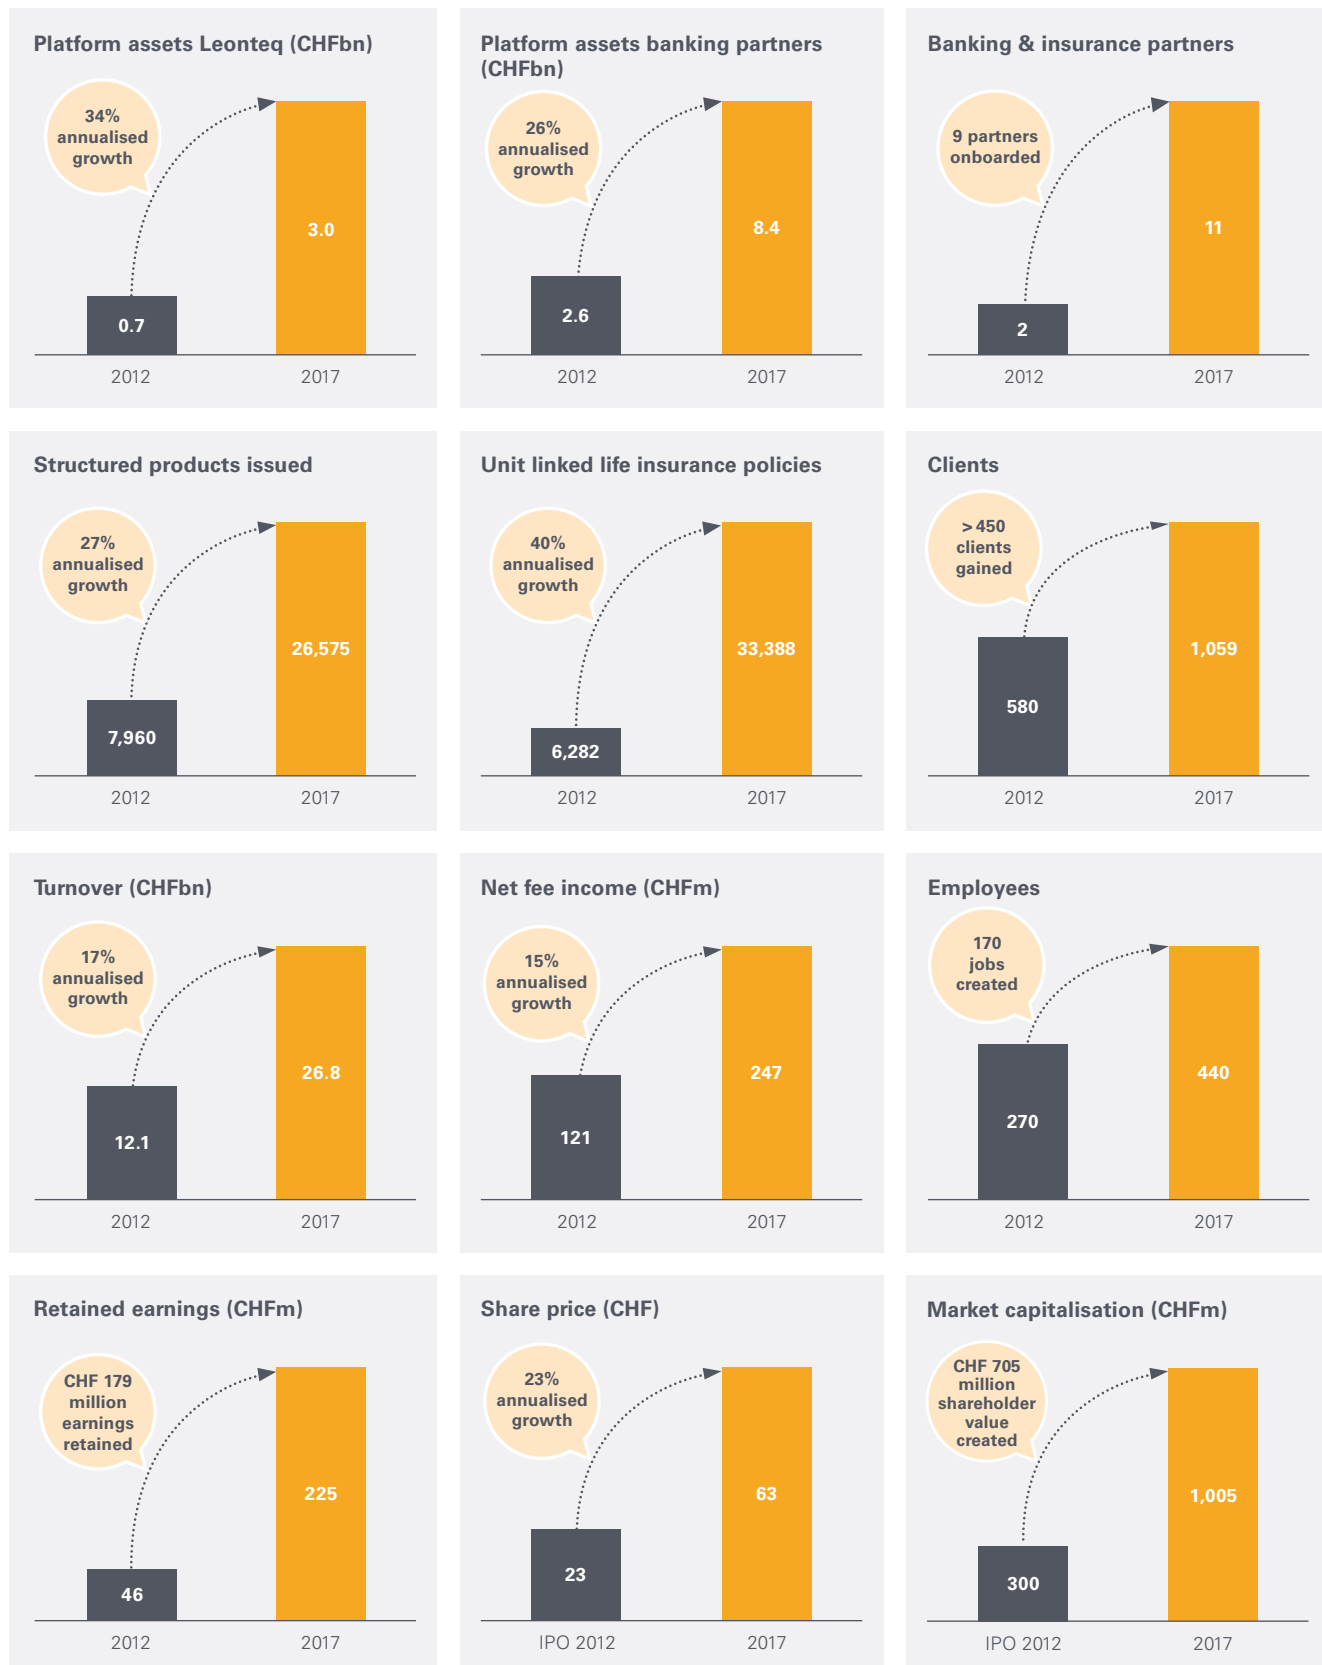 Platform assets Leonteq (CHFbn)
34%
annualised
growth
3.0
0.7
2012
2017
Platform assets banking partners
(CHFbn)
26%
annualised
growth
8.4
2.6
2012
2017
Banking & insurance partners
9 partners
onboarded
11
2
2012
2017
Structured products issued
27%
annualised
growth
26,575
7,960
2012
2017
Unit linked life insurance policies
40%
annualised
growth
33,388
6,282
2012
2017
Clients
> 450
clients
gained
1,059
580
2012
2017
Turnover (CHFbn)
17%
annualised
growth
26.8
12.1
2012
2017
Net fee income (CHFm)
15%
annualised
growth
247
121
2012
2017
Employees
170
jobs
created
440
270
2012
2017
Retained earnings (CHFm)
CHF 179
million
earnings
retained
225
46
2012
2017
Share price (CHF)
23%
annualised
growth
63
23
IPO 2012
2017
Market capitalisation (CHFm)
CHF 705
million
shareholder
value
created
1,005
300
IPO 2012
2017